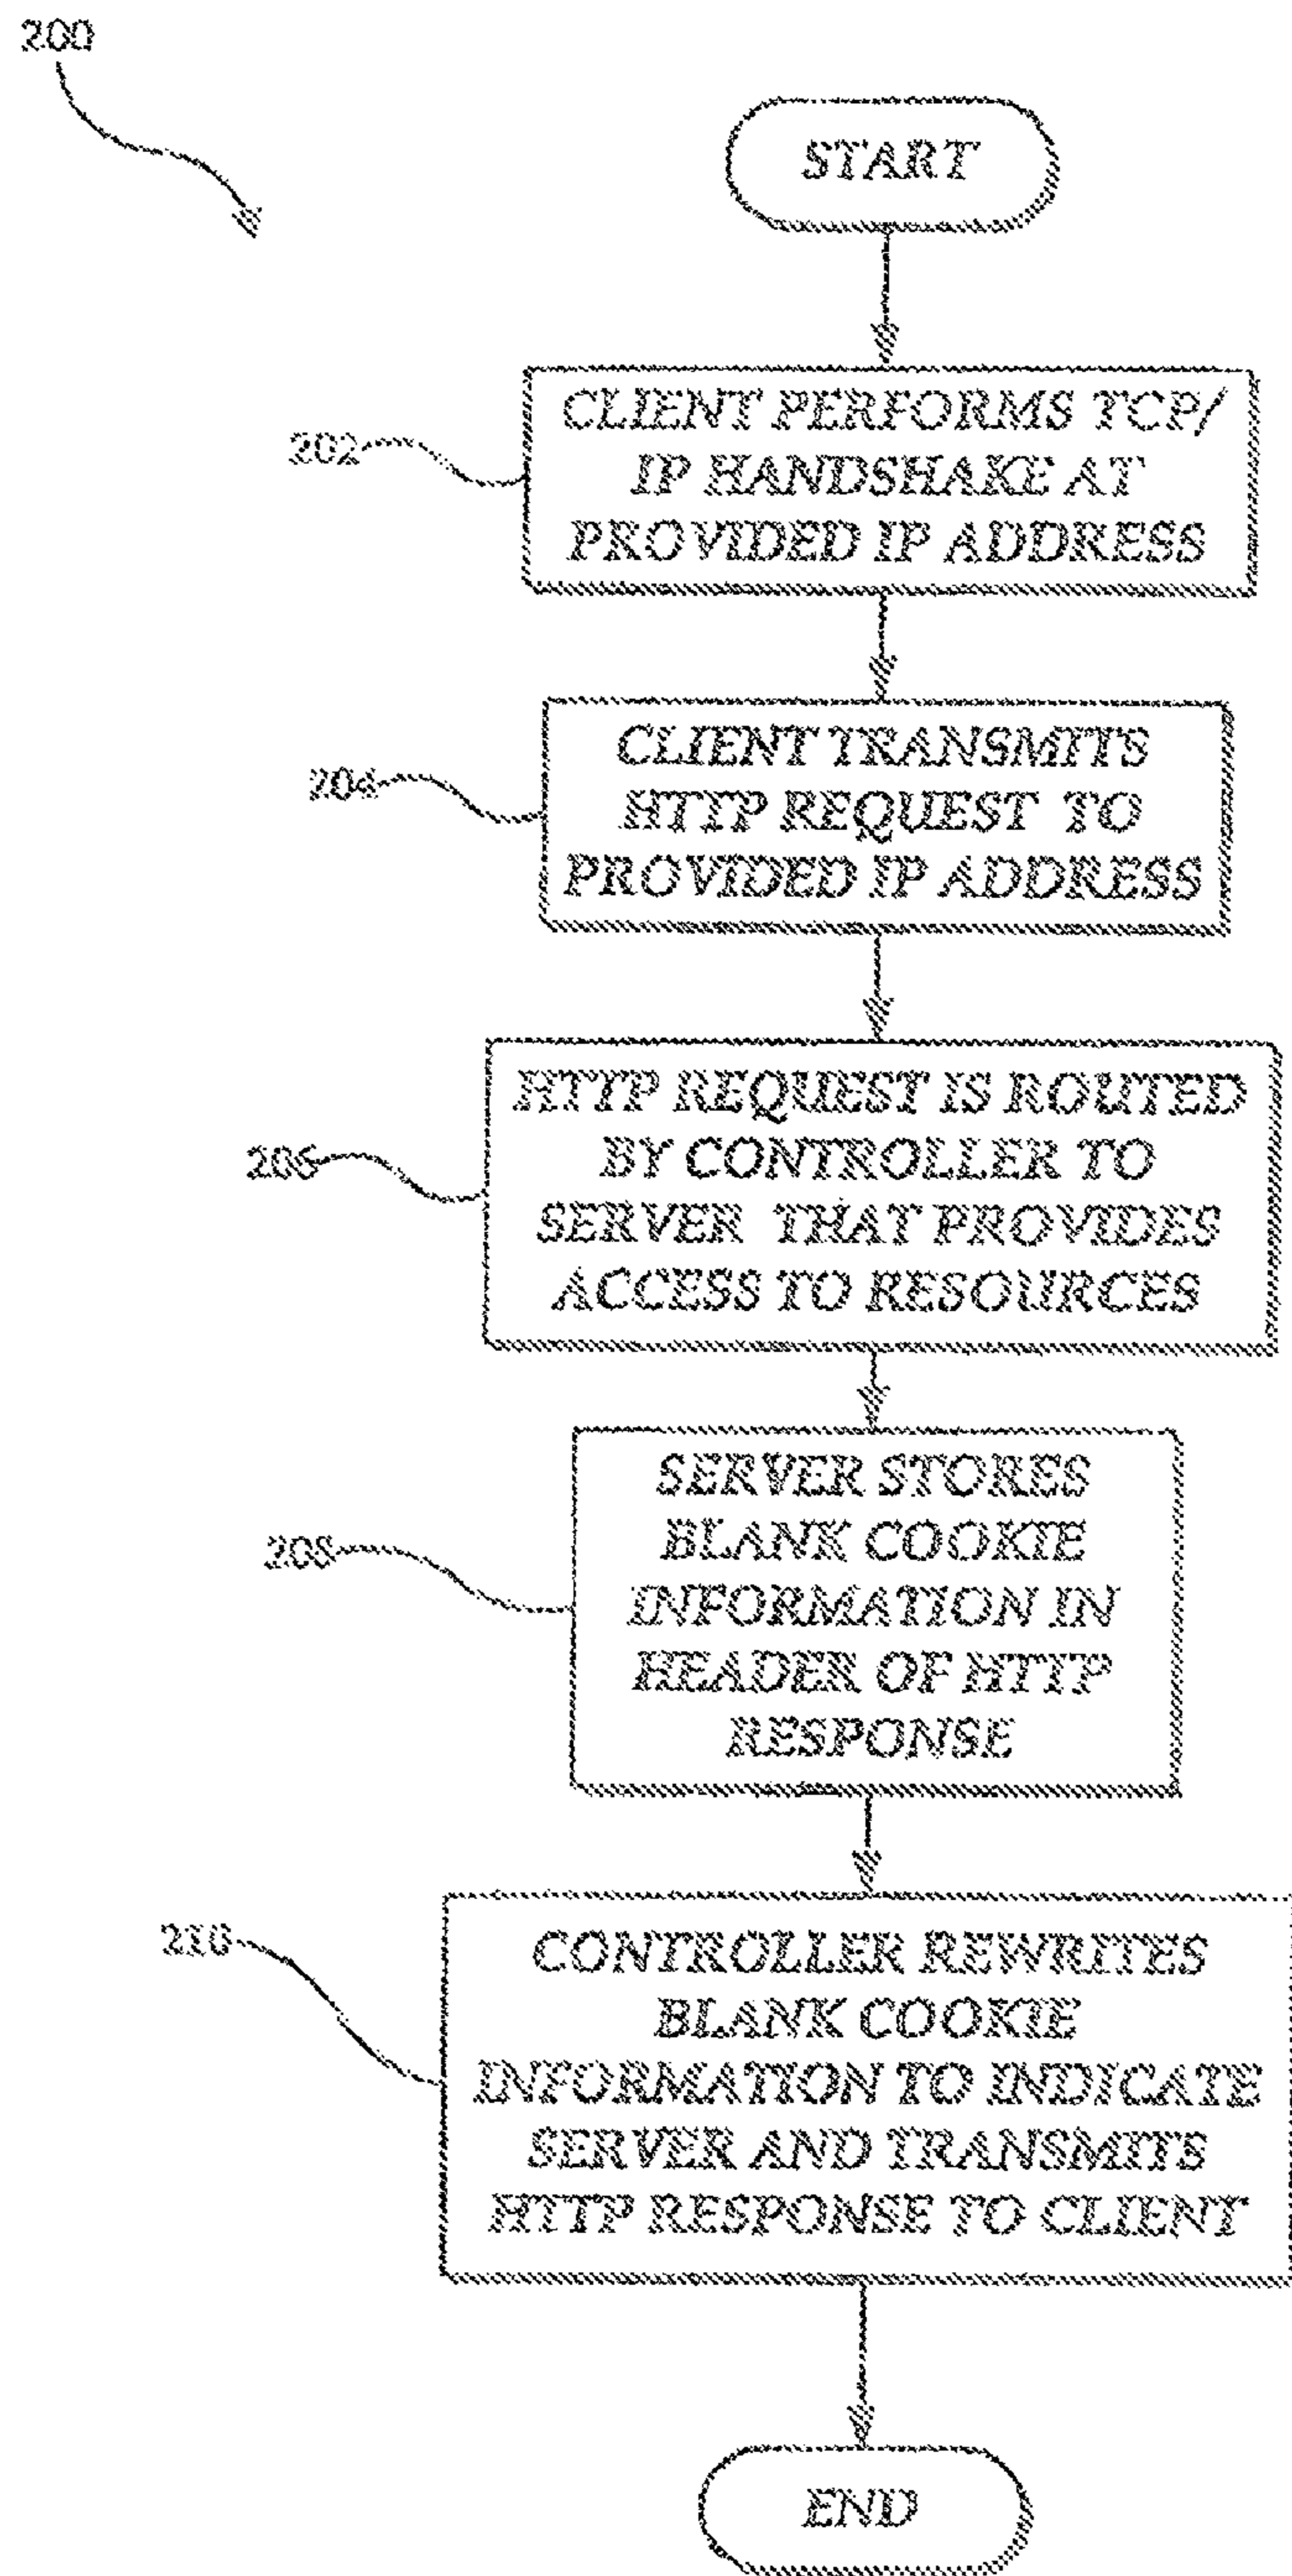 200
START
202
CLIENT PERFORMS TCP/
IP HANDSHAKE AT
PROVIDED IP ADDRESS
204
CLIENT TRANSMITS
HTTP REQUEST TO
PROVIDED IP ADDRESS
206
HTTP REQUEST IS ROUTED
BY CONTROLLER TO
SERVER THAT PROVIDES
ACCESS TO RESOURCES
208
SERVER STORES
BLANK COOKIE
INFORMATION IN
HEADER OF HTTP
RESPONSE
210
CONTROLLER REWRITES
BLANK COOKIE
INFORMATION TO INDICATE
SERVER AND TRANSMITS
HTTP RESPONSE TO CLIENT
END